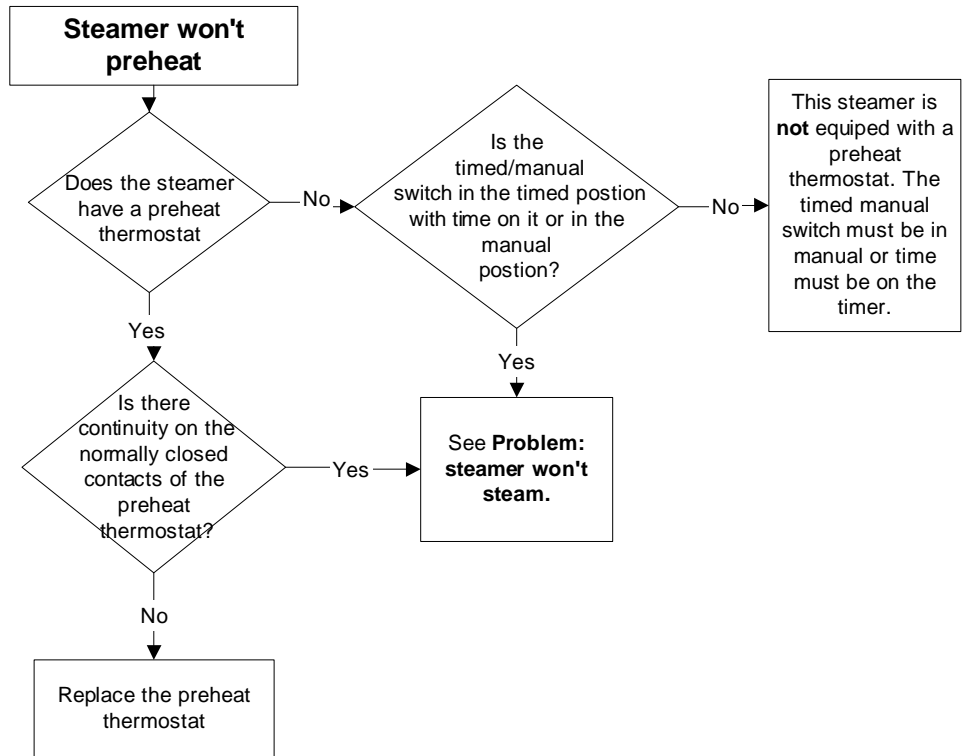 Steamer won't
preheat
Does the steamer
have a preheat
thermostat
No
Is the
timed/manual
switch in the timed postion
with time on it or in the
manual
postion?
No
This steamer is
not equiped with a
preheat
thermostat. The
timed manual
switch must be in
manual or time
must be on the
timer.
Yes
Yes
Is there
continuity on the
normally closed
contacts of the
preheat
thermostat?
Yes
See Problem:
steamer won't
steam.
No
Replace the preheat
thermostat